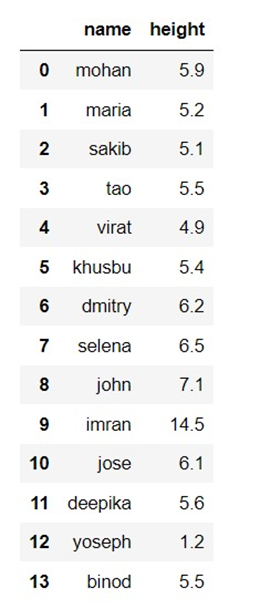 name height
0 mohan 5.9
1 maria 5.2
2 sakib 5.1
3 tao 5.5
4 virat 4.9
5 khusbu 5.4
6 dmitry 6.2
7 selena 6.5
8 john 7.1
9 imran 14.5
10 jose 6.1
11 deepika 5.6
12 yoseph 1.2
13 binod 5.5